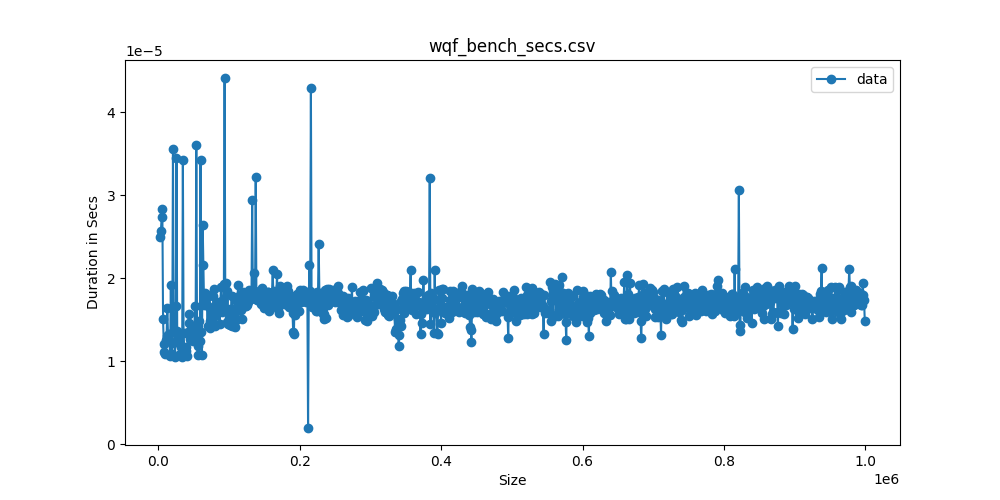 wqf_bench_secs.csv
1e−5
data
4
3
2
1
0
Duration in Secs
0.0 0.2 0.4 0.6 0.8 1.0
1e6
Size